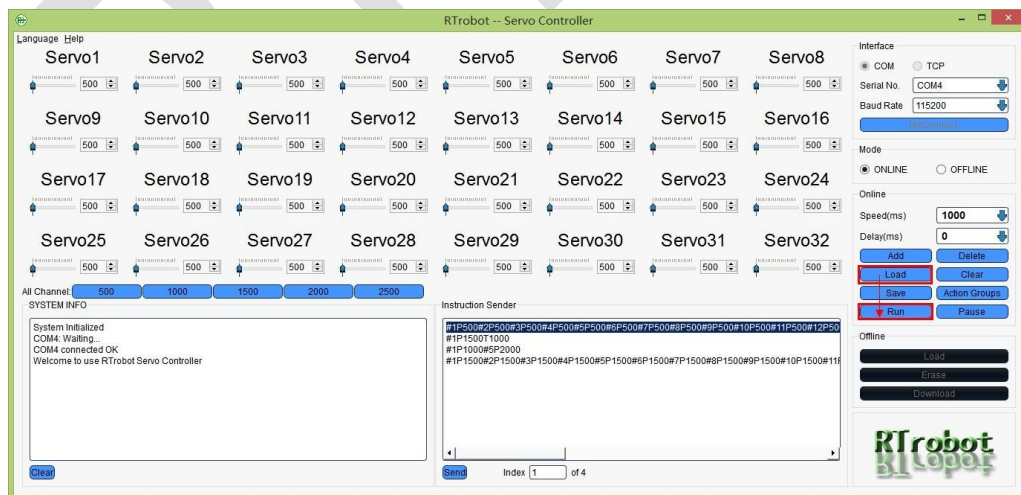 RTrobot -- Servo Controller
Language Help
Servo1 Servo2 Servo3 Servo4 Servo5 Servo6 Servo7 Servo8
500 500 500 500 500 500 500 500
Servo9 Servo10 Servo11 Servo12 Servo13 Servo14 Servo15 Servo16
500 500 500 500 500 500 500 500
Servo17 Servo18 Servo19 Servo20 Servo21 Servo22 Servo23 Servo24
500 500 500 500 500 500 500 500
Servo25 Servo26 Servo27 Servo28 Servo29 Servo30 Servo31 Servo32
500 500 500 500 500 500 500 500
All Channel: 500 1000 1500 2000 2500
SYSTEM INFO
System Initialized
COM4: Waiting...
COM4 connected OK
Welcome to use RTrobot Servo Controller
Clear
Instruction Sender
#1P500#2P500#3P500#4P500#5P500#6P500#7P500#8P500#9P500#10P500#11P500#12P50
#1P1500T1000
#1P1000#5P2000
#1P1500#2P1500#3P1500#4P1500#5P1500#6P1500#7P1500#8P1500#9P1500#10P1500#11P
Send Index 1 of 4
Interface
COM TCP
Serial No. COM4
Baud Rate 115200
DisConnect
Mode
ONLINE OFFLINE
Online
Speed(ms) 1000
Delay(ms) 0
Add Delete
Load Clear
Save Action Groups
Run Pause
Offline
Load
Erase
Download
RTrobot